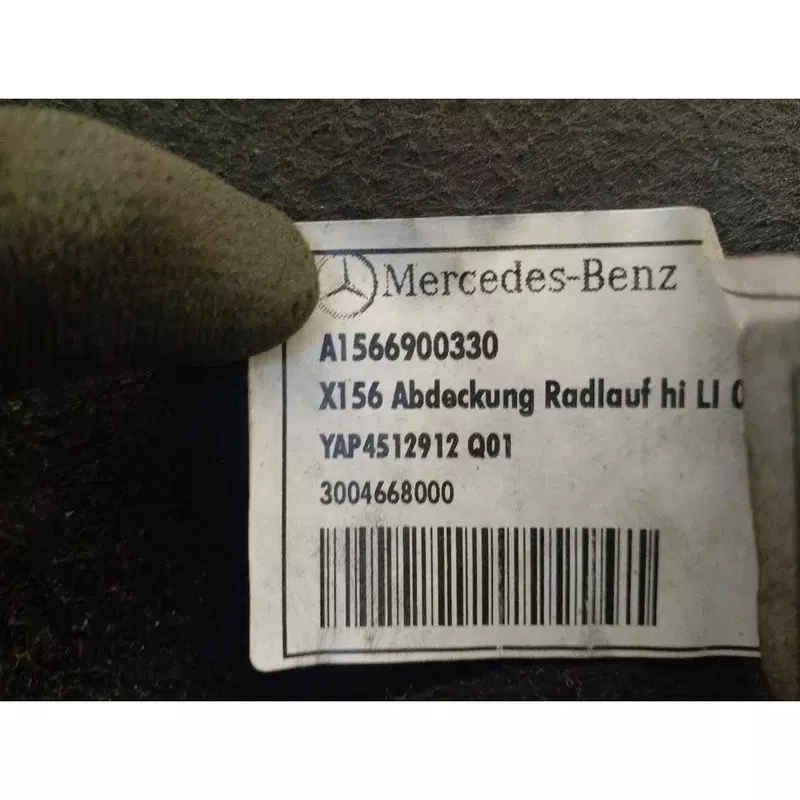 Mercedes-Benz
A1566900330
X156 Abdeckung Radlauf hi LI
YAP4512912 Q01
3004668000